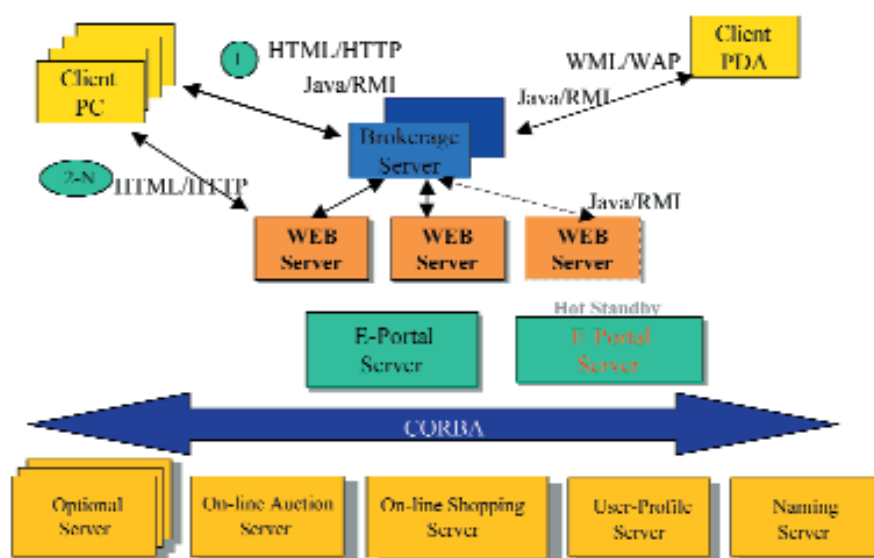 1
HTML/HTTP
Java/RMI
Client
PC
WML/WAP
Java/RMI
Client
PDA
Brokerage
Server
2-N
HTML/HTTP
Java/RMI
WEB
Server
WEB
Server
WEB
Server
Hot Standby
E-Portal
Server
E-Portal
Server
CORBA
Optional
Server
On-line Auction
Server
On-line Shopping
Server
User-Profile
Server
Naming
Server